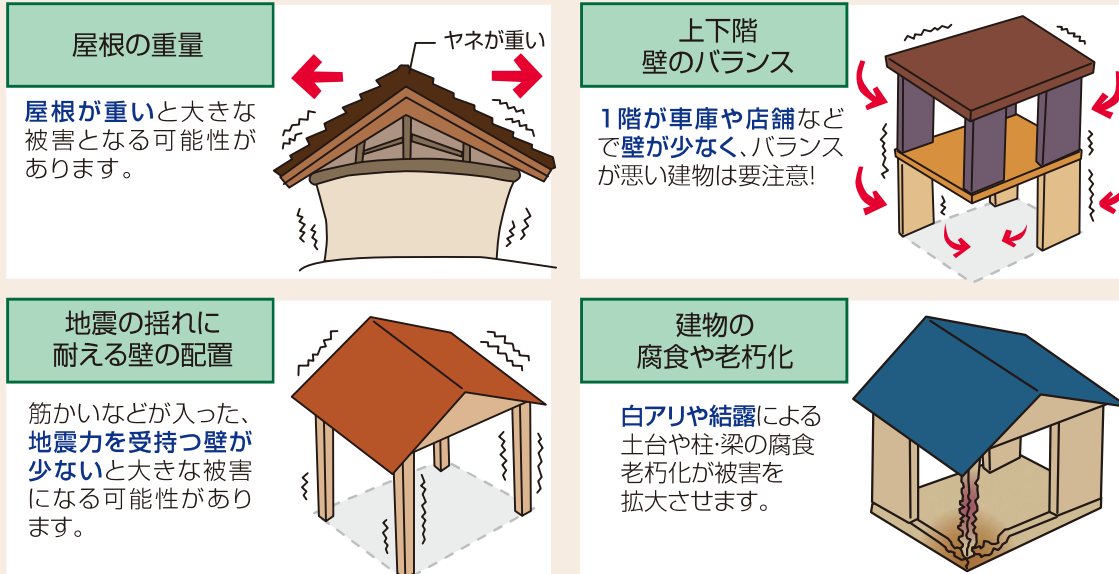 屋根の重量
ヤネが重い
屋根が重いと大きな
被害となる可能性が
あります。
上下階
壁のバランス
1階が車庫や店舗など
で壁が少なく、バランス
が悪い建物は要注意!
地震の揺れに
耐える壁の配置
筋かいなどが入った、
地震力を受持つ壁が
少ないと大きな被害
になる可能性があり
ます。
建物の
腐食や老朽化
白アリや結露による
土台や柱・梁の腐食
老朽化が被害を
拡大させます。